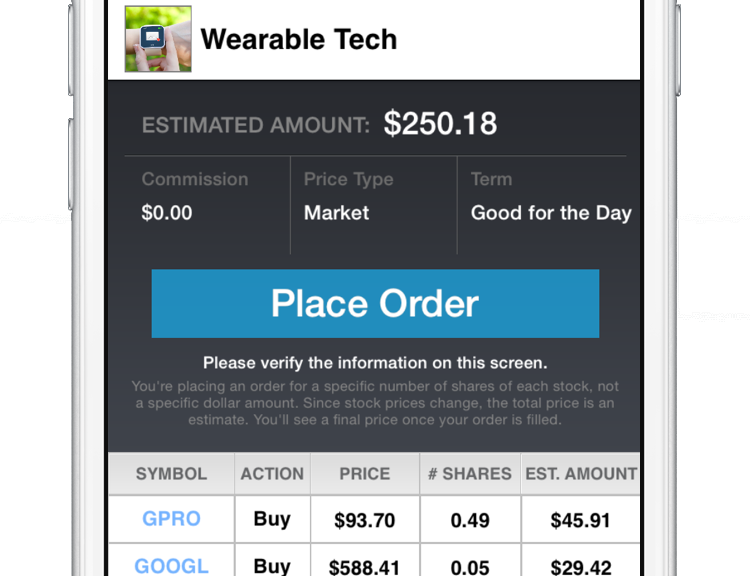 Wearable Tech
ESTIMATED AMOUNT: $250.18
Commission Price Type Term
$0.00 Market Good for the Day
Place Order
Please verify the information on this screen.
You're placing an order for a specific number of shares of each stock, not
a specific dollar amount. Since stock prices change, the total price is an
estimate. You'll see a final price once your order is filled.
SYMBOL ACTION PRICE # SHARES EST. AMOUNT
GPRO Buy $93.70 0.49 $45.91
GOOGL Buy $588.41 0.05 $29.42